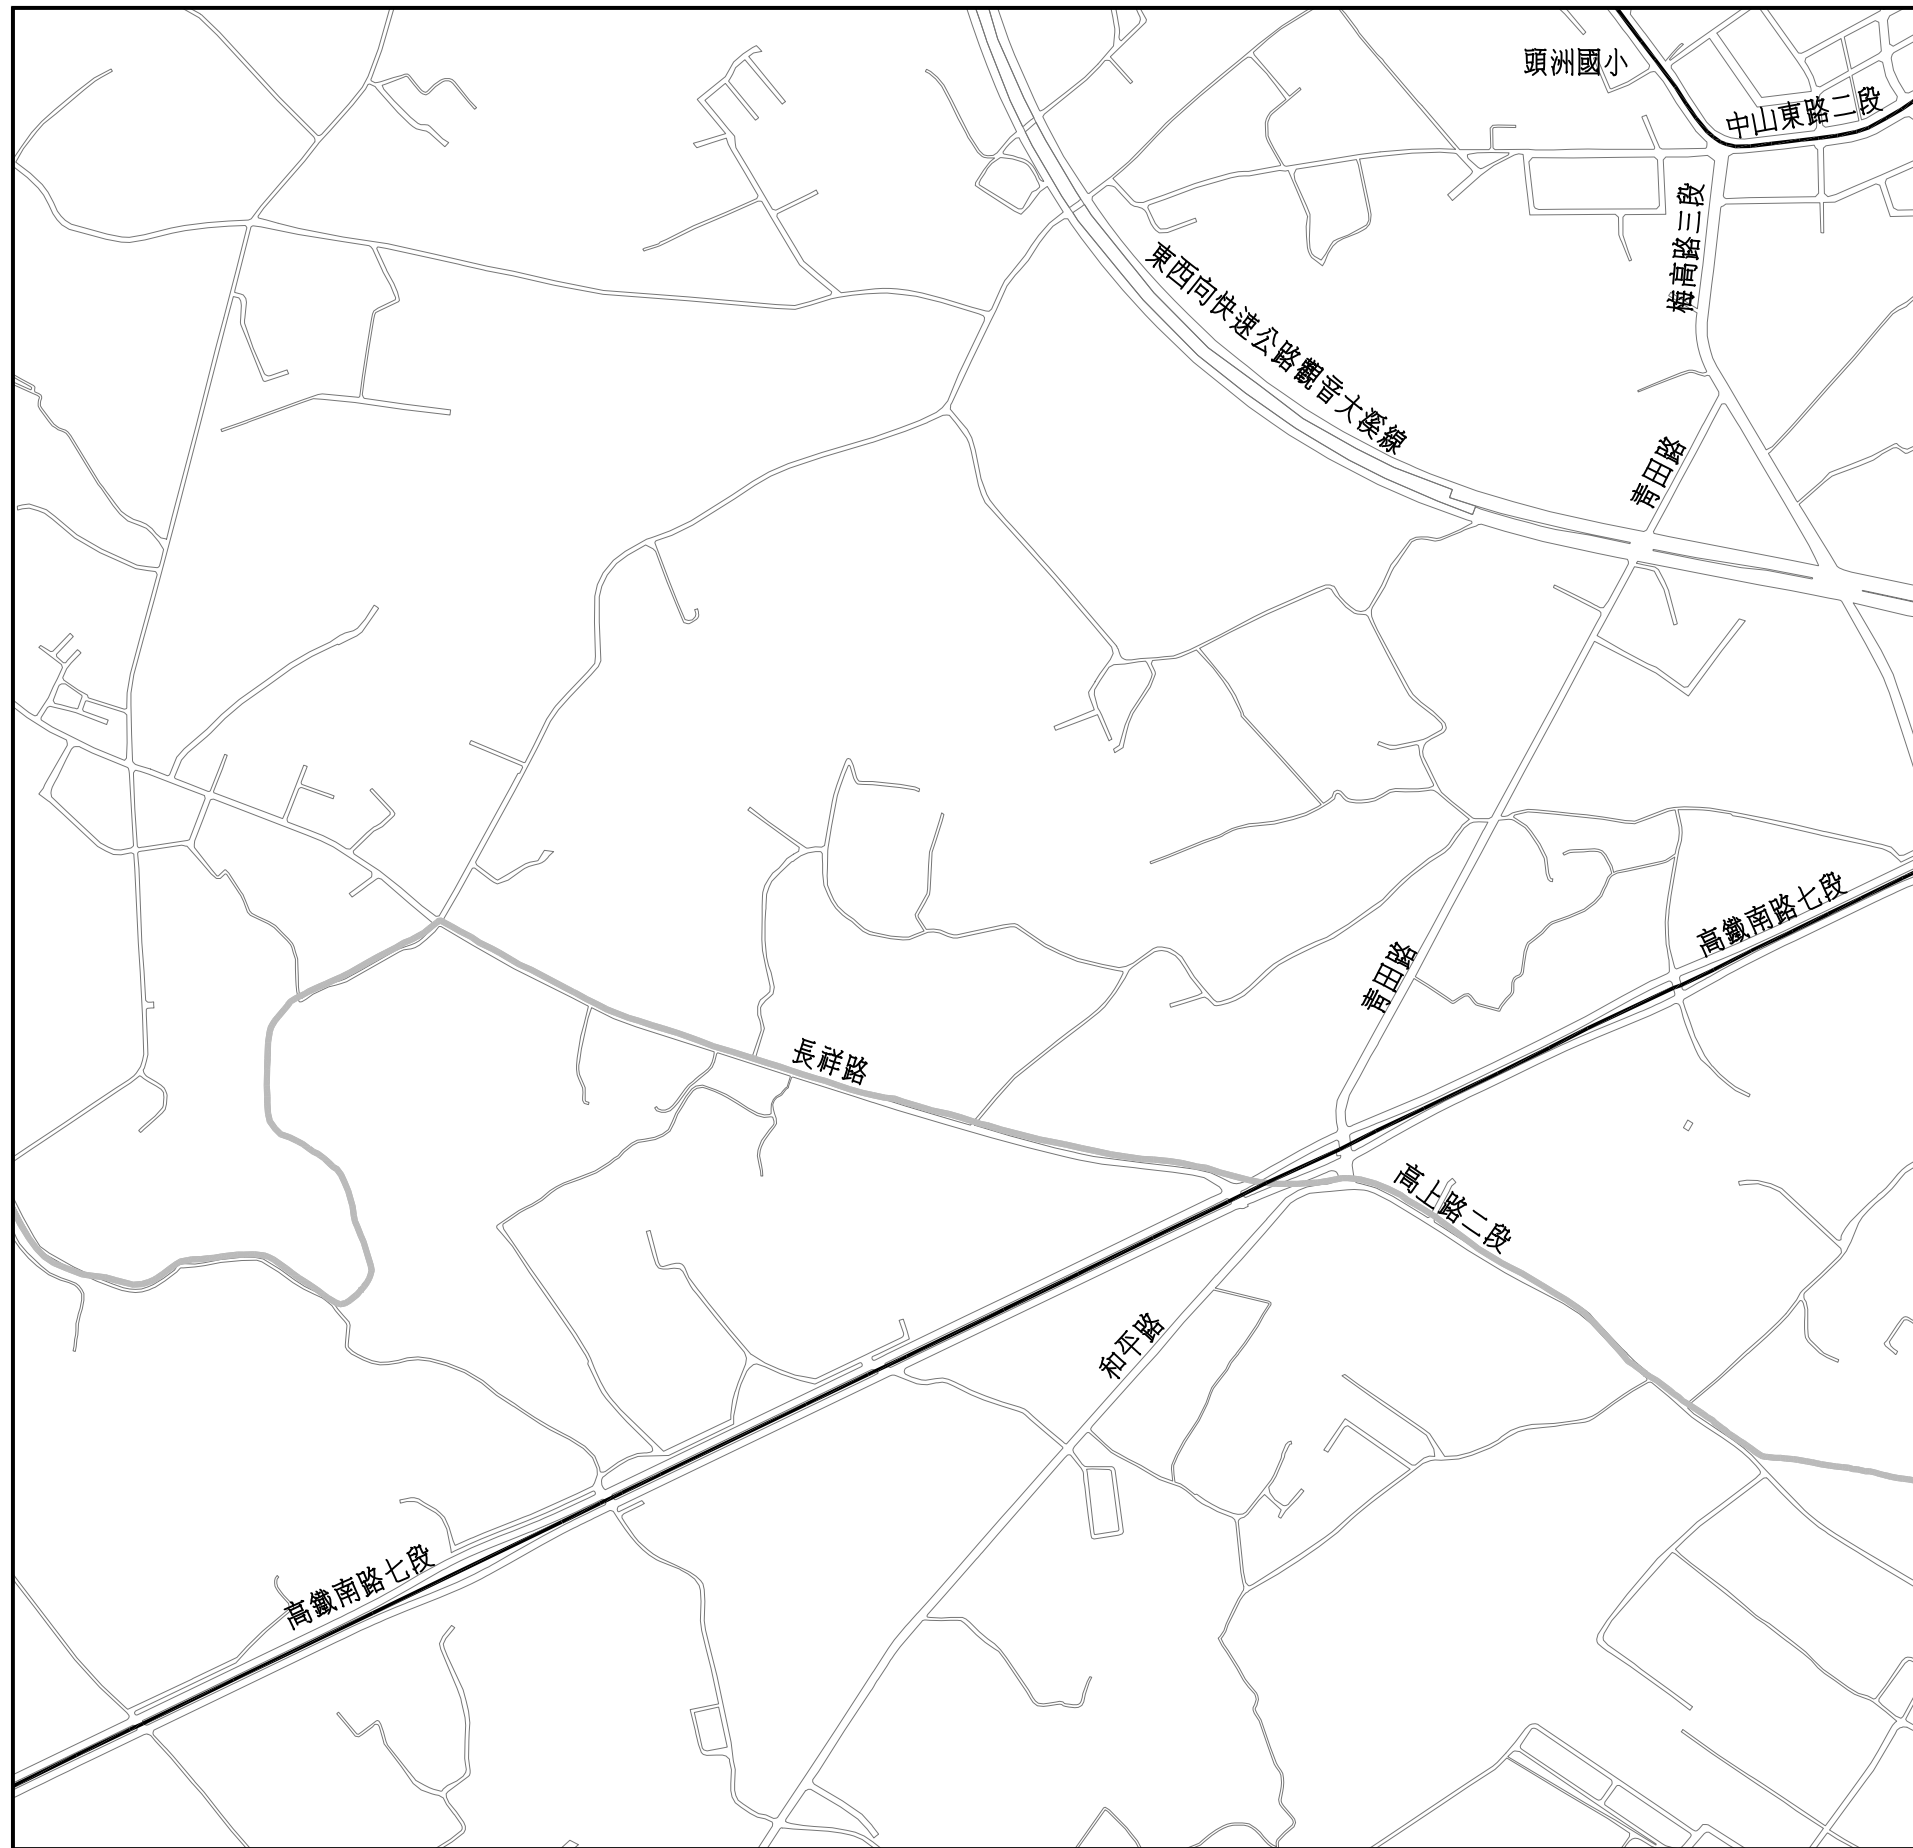 頭洲國小
中山東路二段
梅高路三段
東西向快速公路觀音大溪線
青田路
高鐵南路七段
青田路
長祥路
高上路二段
和平路
高鐵南路七段